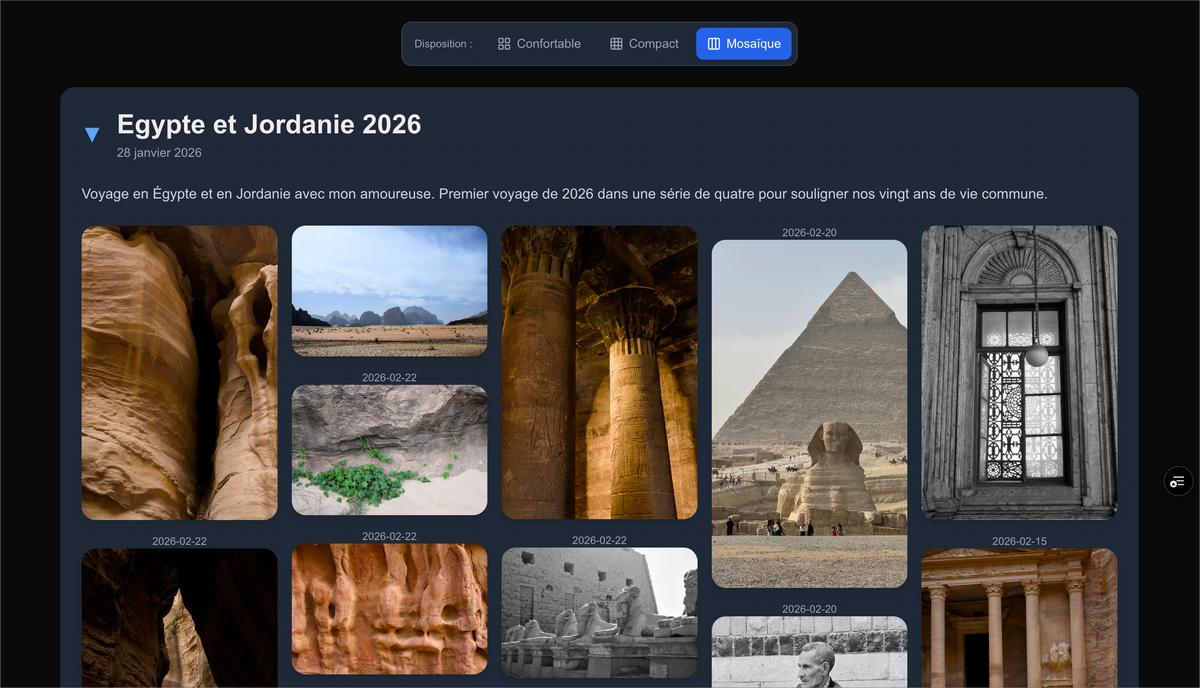 Disposition : Confortable Compact Mosaïque
Egypte et Jordanie 2026
28 janvier 2026
Voyage en Égypte et en Jordanie avec mon amoureuse. Premier voyage de 2026 dans une série de quatre pour souligner nos vingt ans de vie commune.
2026-02-20
2026-02-22
2026-02-22
2026-02-22
2026-02-22
2026-02-15
2026-02-20